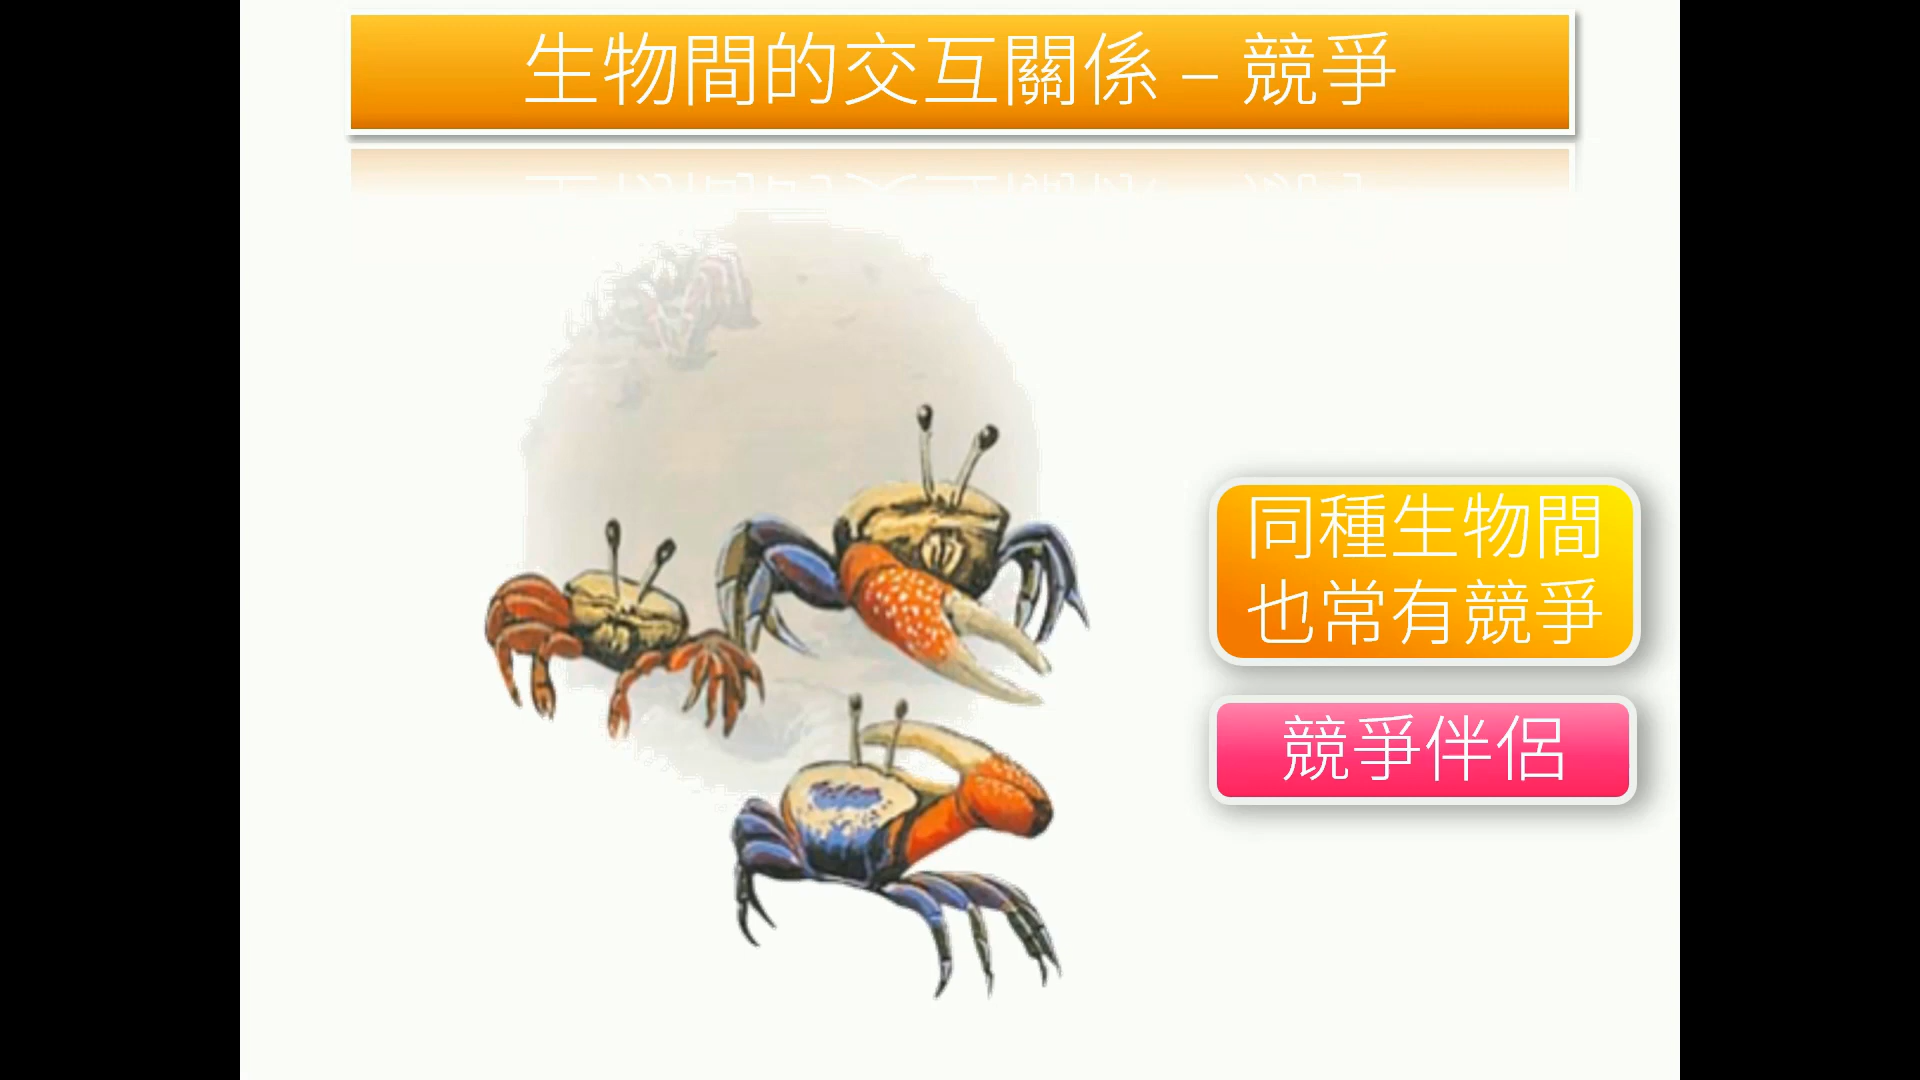 生物間的交互關係 – 競爭
同種生物間
也常有競爭
競爭伴侶